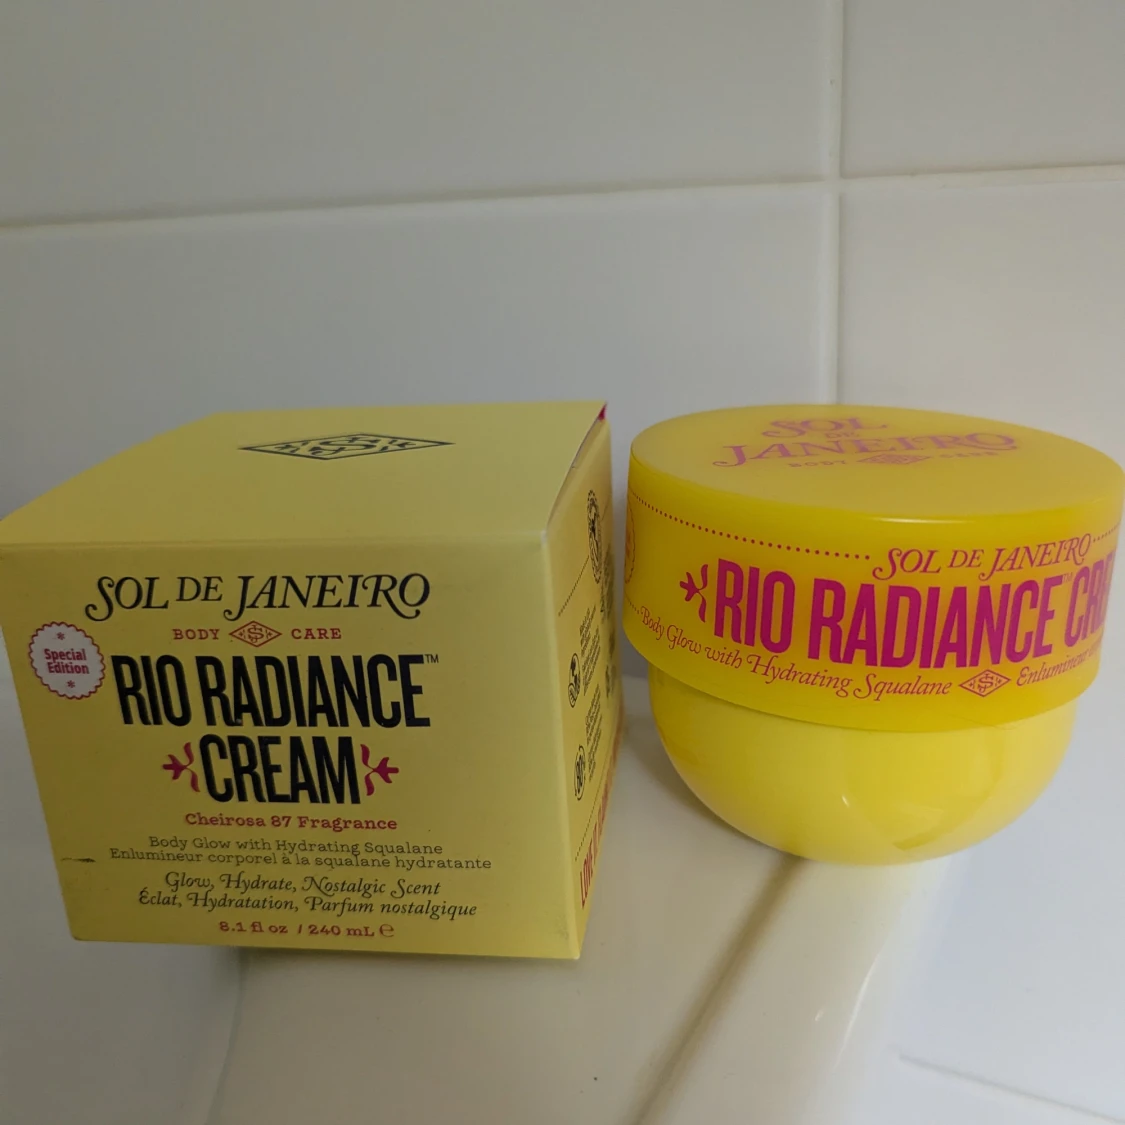 SOL DE JANEIRO
BODY CARE
Special
Edition
RIO RADIANCE™
CREAM
Cheirosa 87 Fragrance
Body Glow with Hydrating Squalane
Enlumineur corporel à la squalane hydratante
Glow, Hydrate, Nostalgic Scent
Éclat, Hydratation, Parfum nostalgique
8.1 fl oz / 240 mL ℮
SOL
DE
JANEIRO
BODY CARE
SOL DE JANEIRO
RIO RADIANCE™
Body Glow with Hydrating Squalane